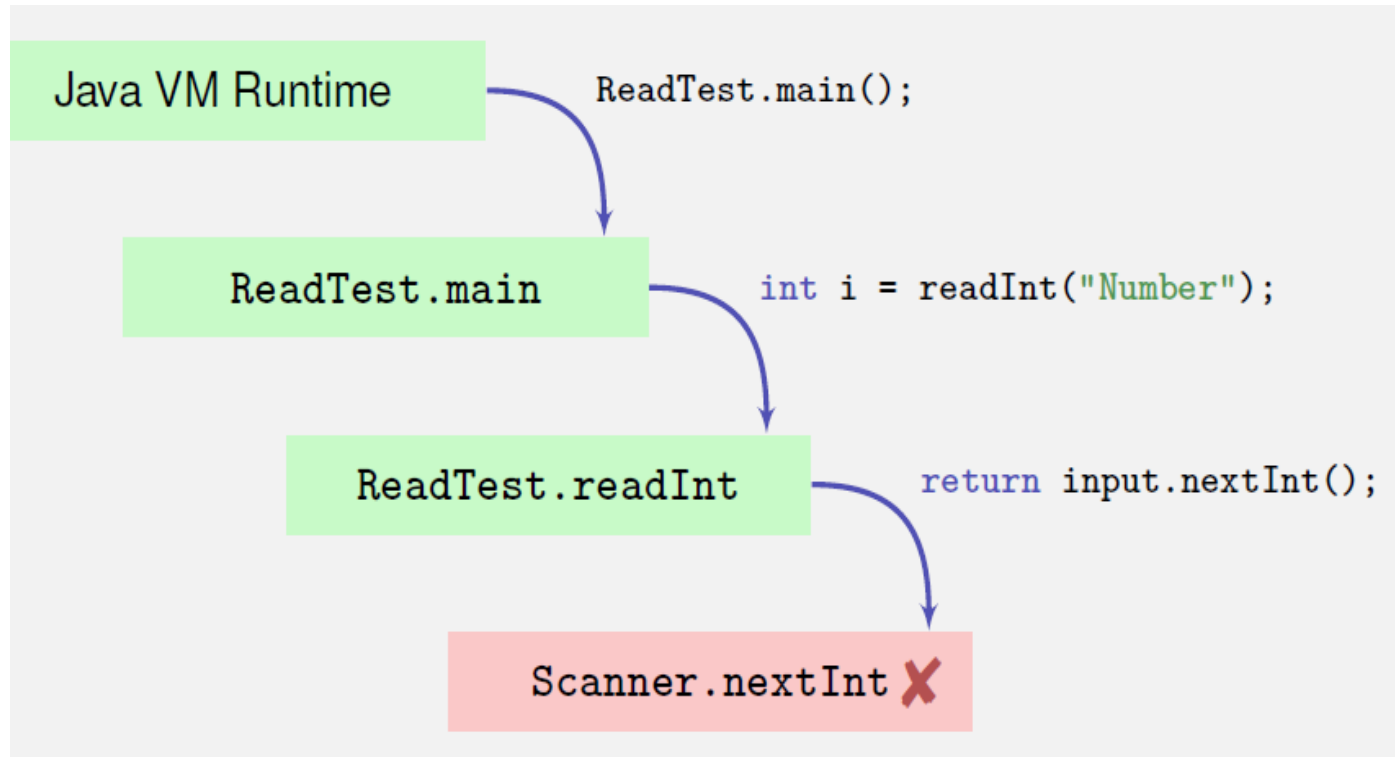 Java VM Runtime
ReadTest.main();
ReadTest.main
int i = readInt("Number");
ReadTest.readInt
return input.nextInt();
Scanner.nextInt ✘